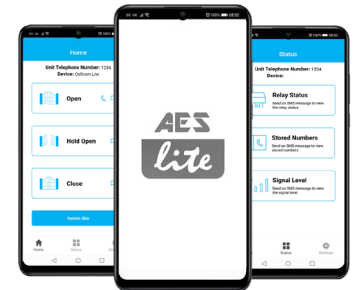 Home
Unit Telephone Number: 1234
Device: Cellcom Lite
Open
Hold Open
Close
Switch Site
Home
Status
08:52
AES
lite
Status
Unit Telephone Number: 1234
Device:
Relay Status
Send an SMS message to view
the relay status
Stored Numbers
Send an SMS message to view
stored numbers
Signal Level
Send an SMS message to view
the signal level
Status
Settings